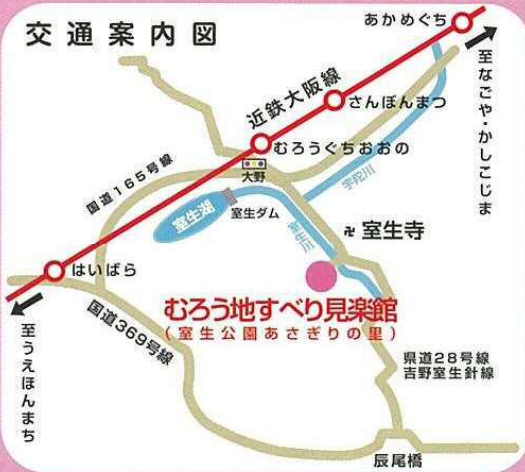 交通案内図
あかめぐち
至なごや・かしこじま
近鉄大阪線
さんぼんまつ
むろうぐちおおの
国道165号線
大野
宇陀川
室生湖
室生ダム
室生川
卍 室生寺
はいばら
むろう地すべり見楽館
(室生公園あさぎりの里)
国道369号線
至うえほんまち
県道28号線
吉野室生針線
辰尾橋